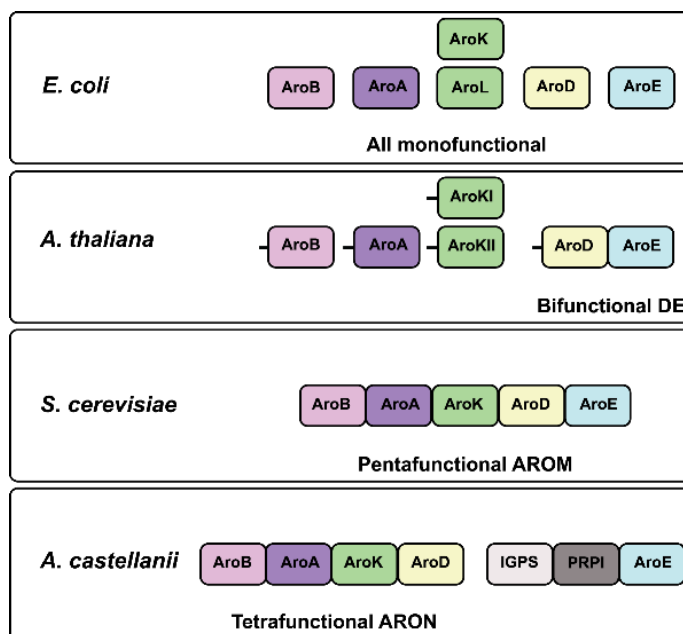 AroK
E. coli AroB AroA AroL AroD AroE
All monofunctional
AroKI
A. thaliana AroB AroA AroKII AroD AroE
Bifunctional DE
S. cerevisiae AroB AroA AroK AroD AroE
Pentafunctional AROM
A. castellanii AroB AroA AroK AroD IGPS PRPI AroE
Tetrafunctional ARON